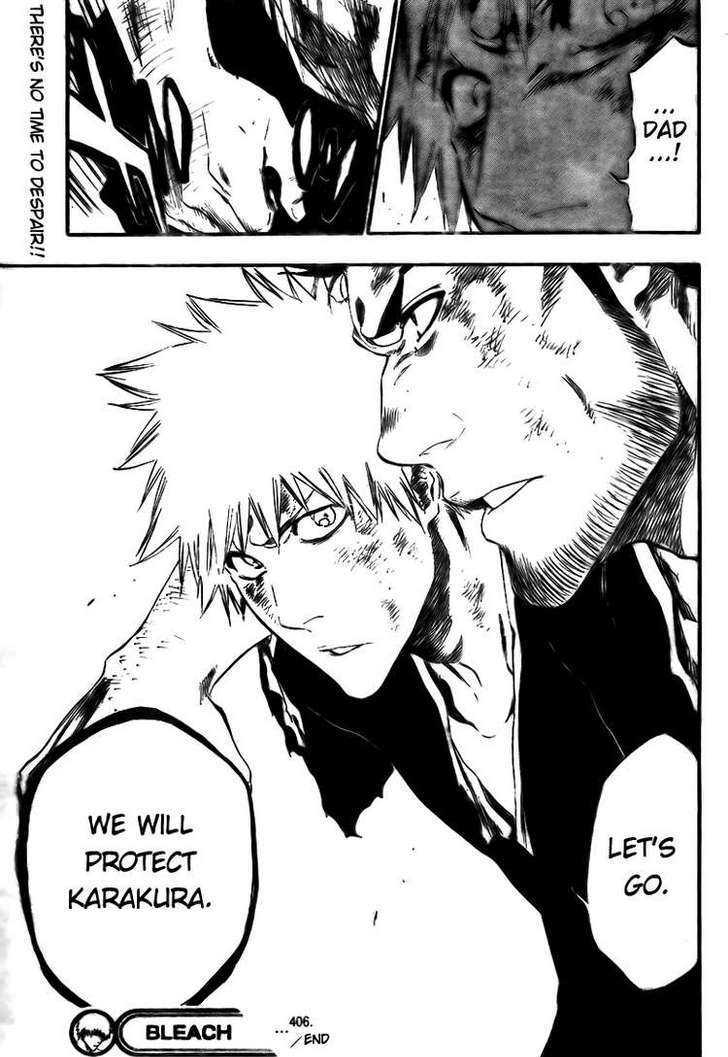 ...
DAD
...!
THERE'S NO TIME TO DESPAIR!!
LET'S
GO.
WE WILL
PROTECT
KARAKURA.
BLEACH
... 406.
/END